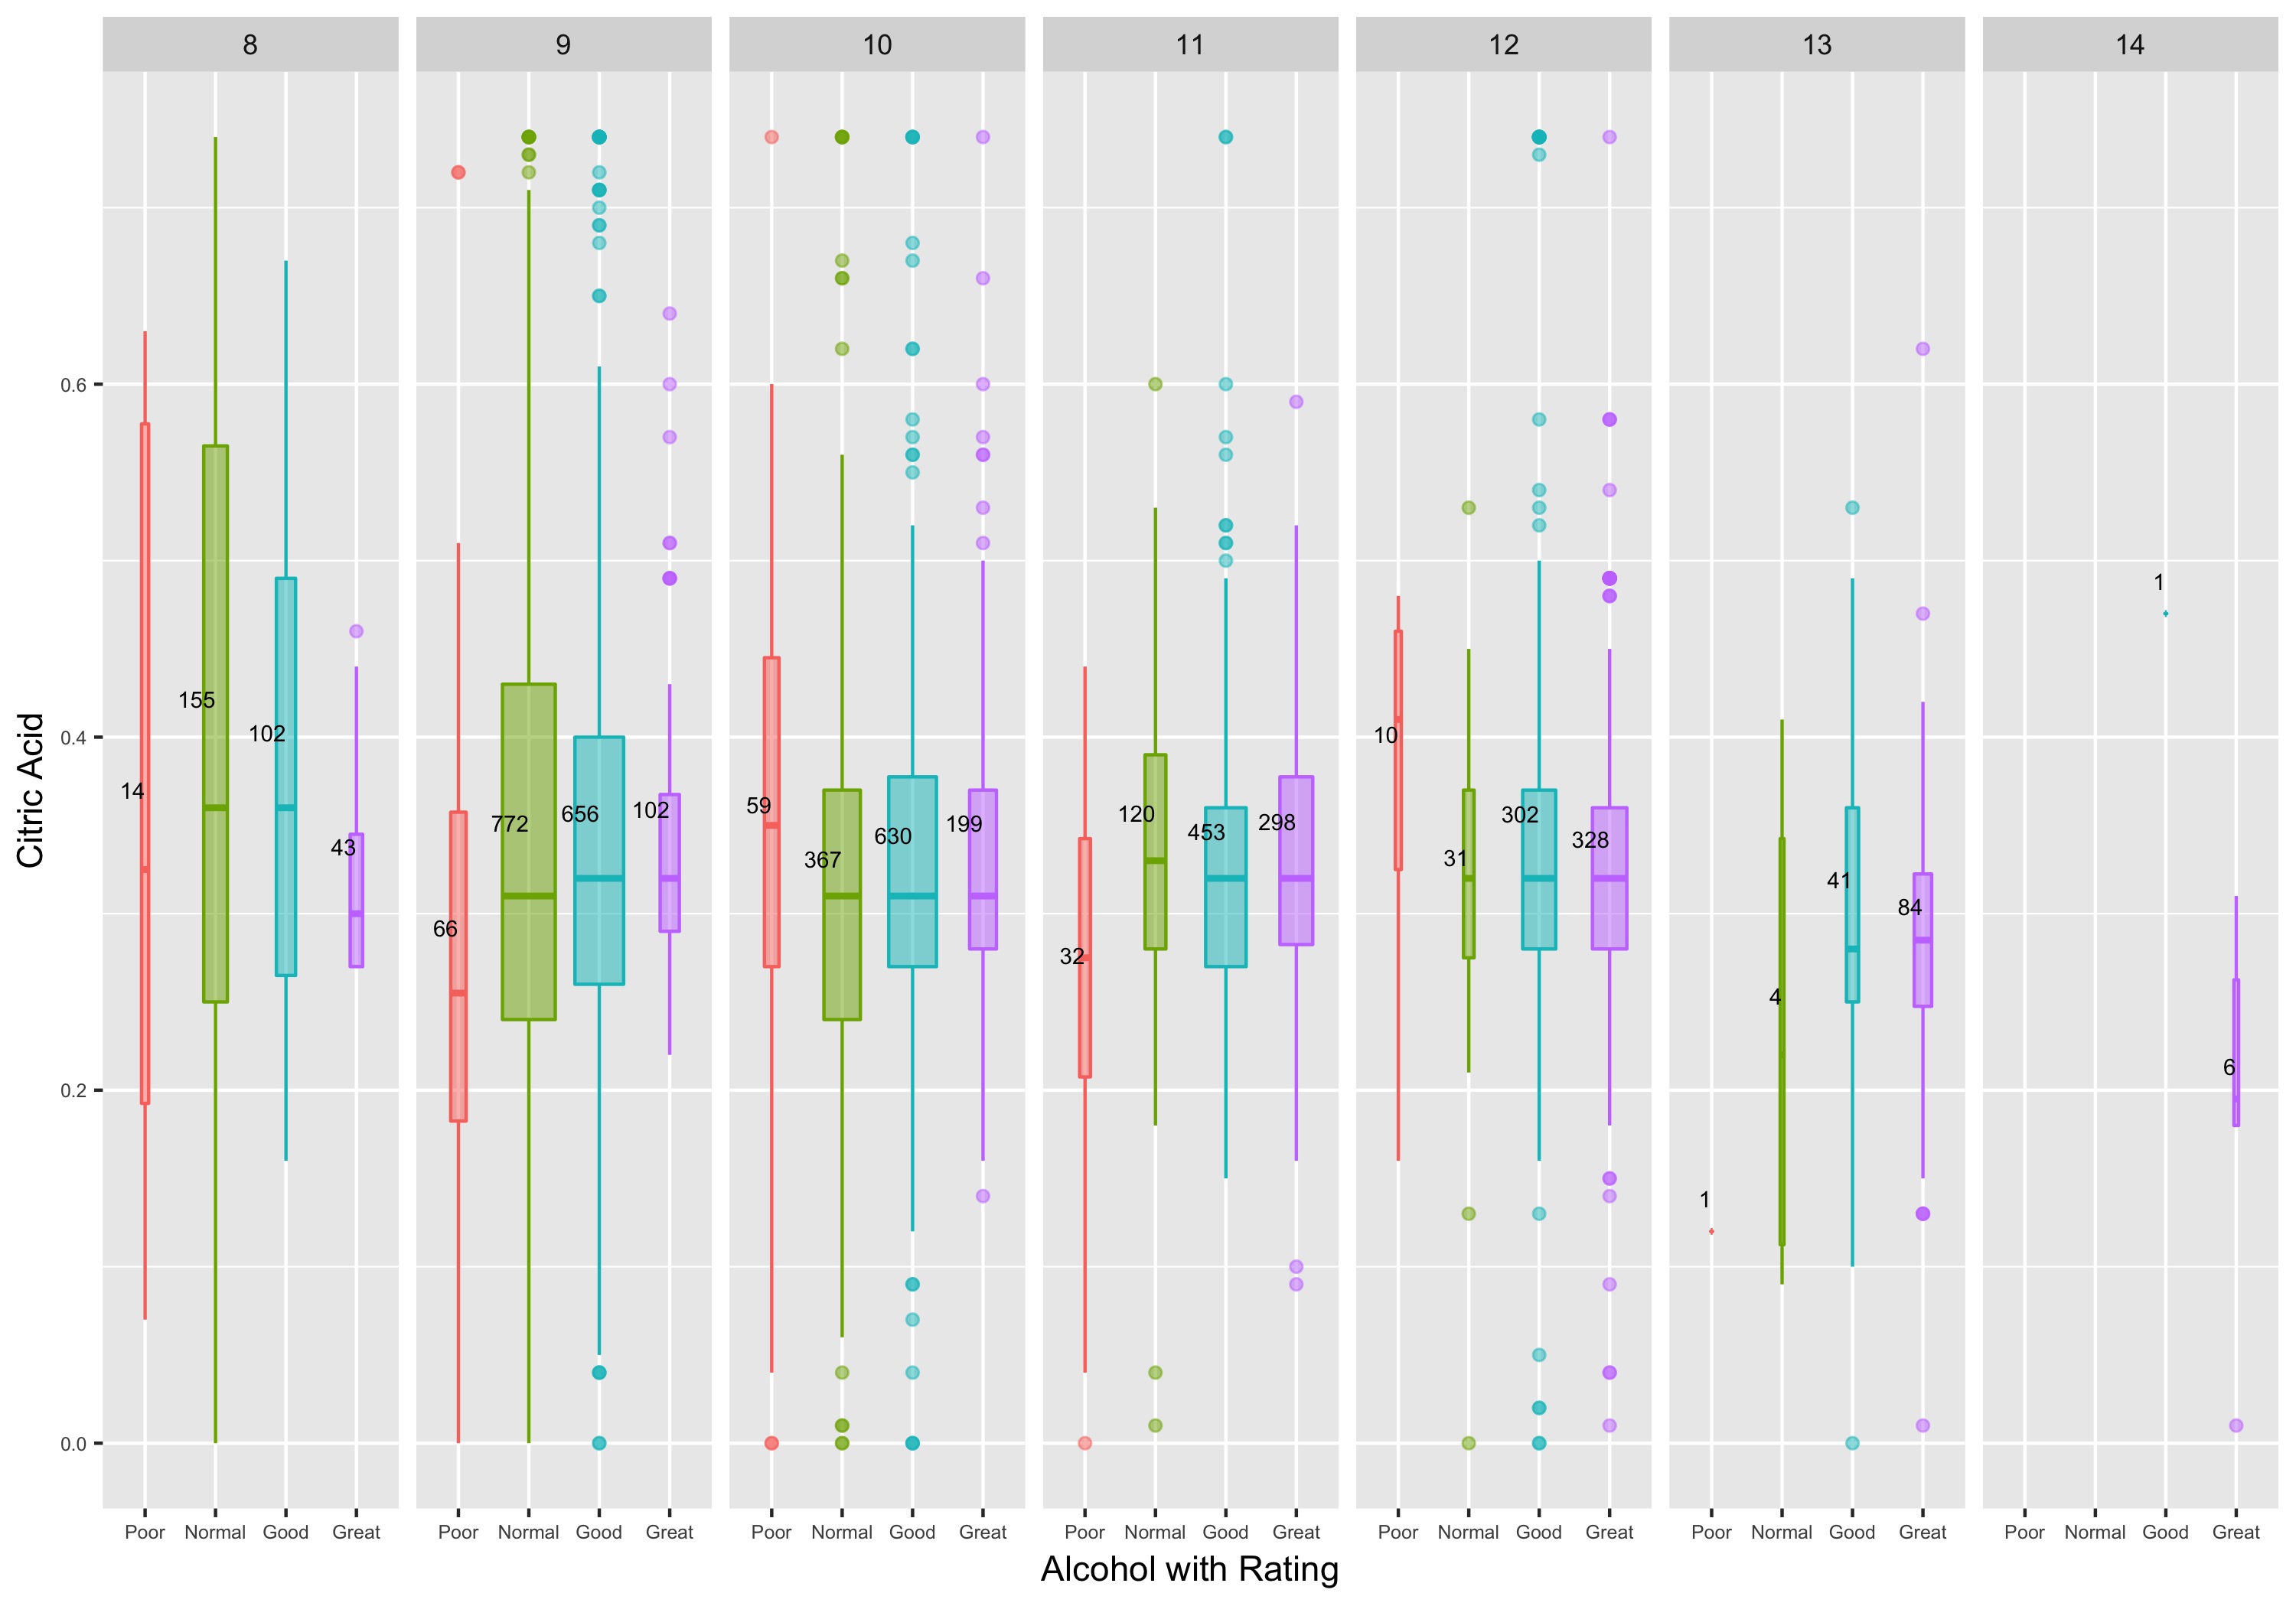 8 9 10 11 12 13 14
Citric Acid
0.6
0.4
0.2
0.0
14 155 102 43
66 772 656 102
59 367 630 199
32 120 453 298
10 31 302 328
1 4 41 84
1 6
Poor Normal Good Great Poor Normal Good Great Poor Normal Good Great Poor Normal Good Great Poor Normal Good Great Poor Normal Good Great Poor Normal Good Great
Alcohol with Rating